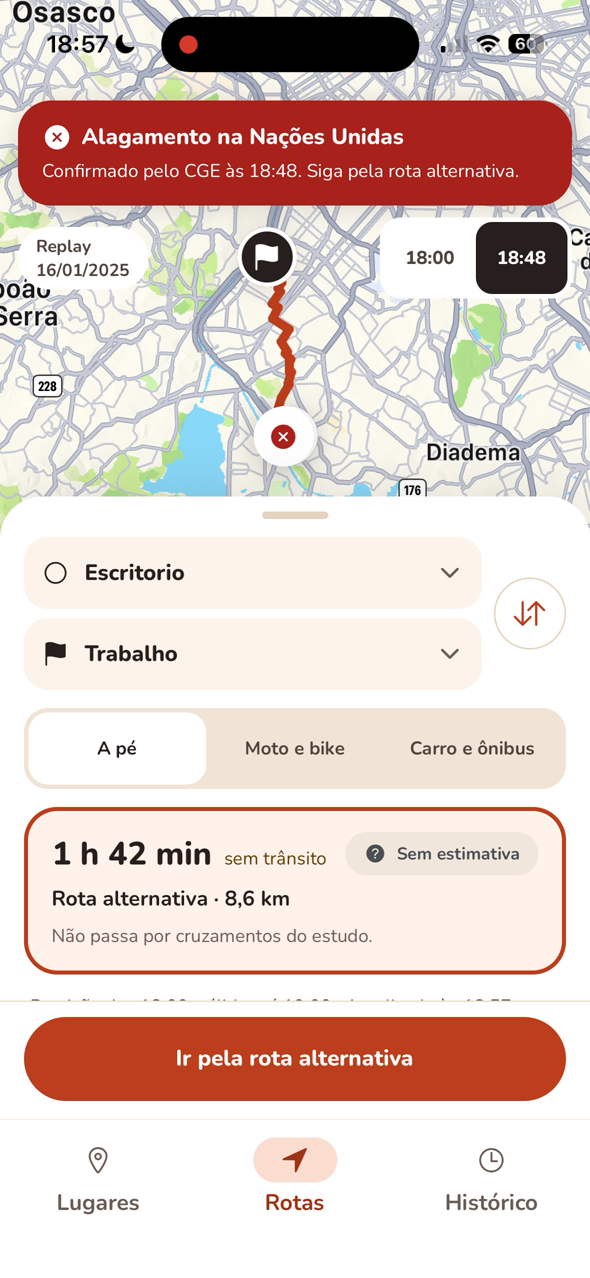 Osasco
18:57
60
Alagamento na Nações Unidas
Confirmado pelo CGE às 18:48. Siga pela rota alternativa.
Replay
16/01/2025
18:00
18:48
Serra
228
Diadema
176
Escritorio
Trabalho
A pé
Moto e bike
Carro e ônibus
1 h 42 min sem trânsito
? Sem estimativa
Rota alternativa · 8,6 km
Não passa por cruzamentos do estudo.
Ir pela rota alternativa
Lugares
Rotas
Histórico